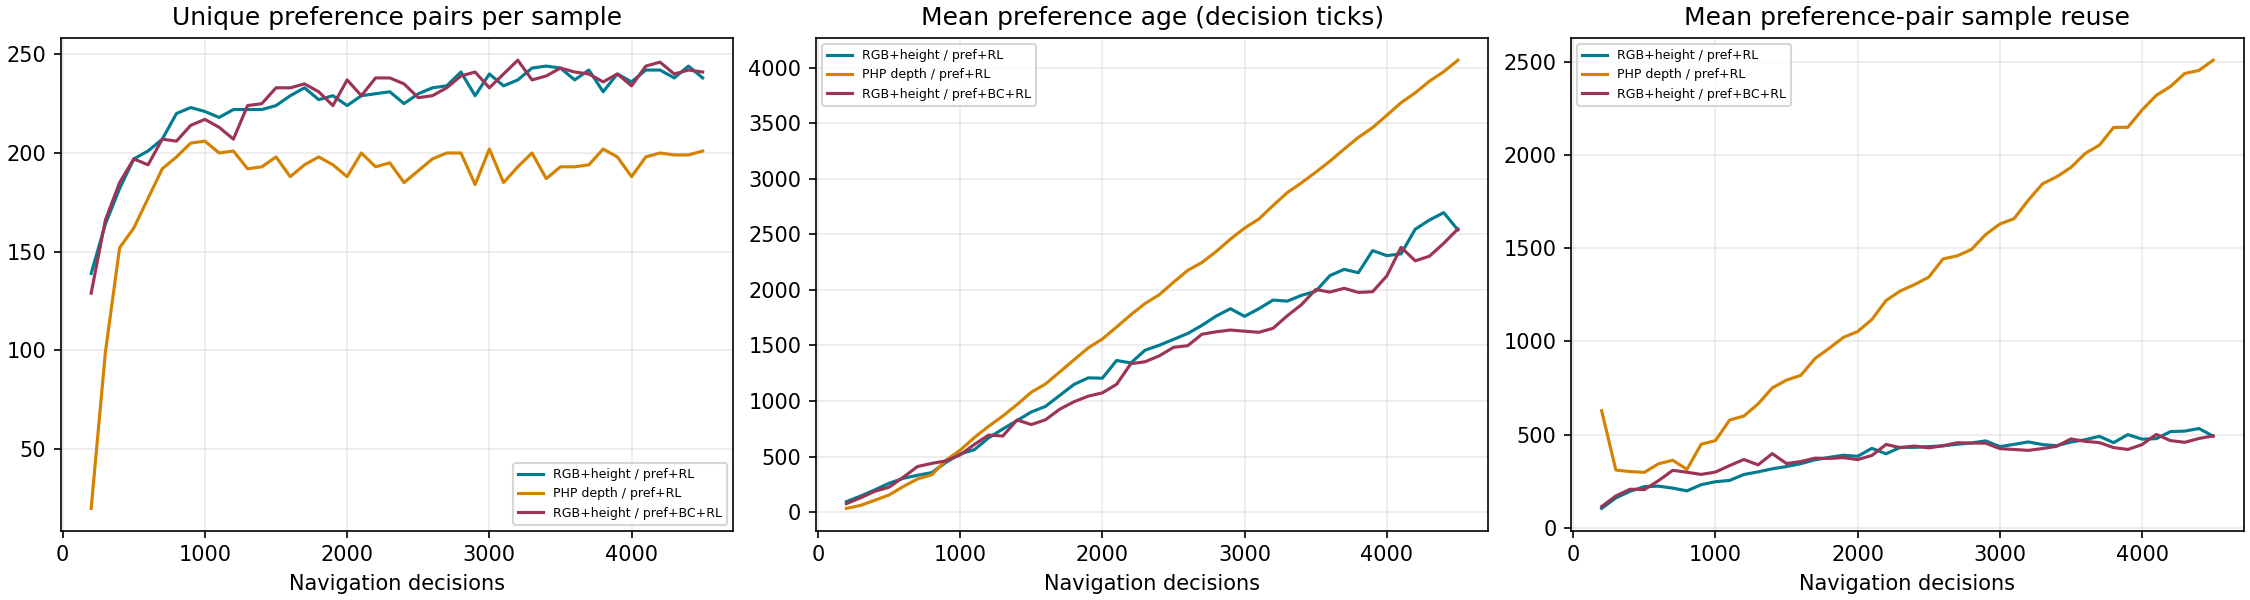 Unique preference pairs per sample
250
200
150
100
50
0
1000
2000
3000
4000
Navigation decisions
RGB+height / pref+RL
PHP depth / pref+RL
RGB+height / pref+BC+RL
Mean preference age (decision ticks)
4000
3500
3000
2500
2000
1500
1000
500
0
0
1000
2000
3000
4000
Navigation decisions
RGB+height / pref+RL
PHP depth / pref+RL
RGB+height / pref+BC+RL
Mean preference-pair sample reuse
2500
2000
1500
1000
500
0
0
1000
2000
3000
4000
Navigation decisions
RGB+height / pref+RL
PHP depth / pref+RL
RGB+height / pref+BC+RL